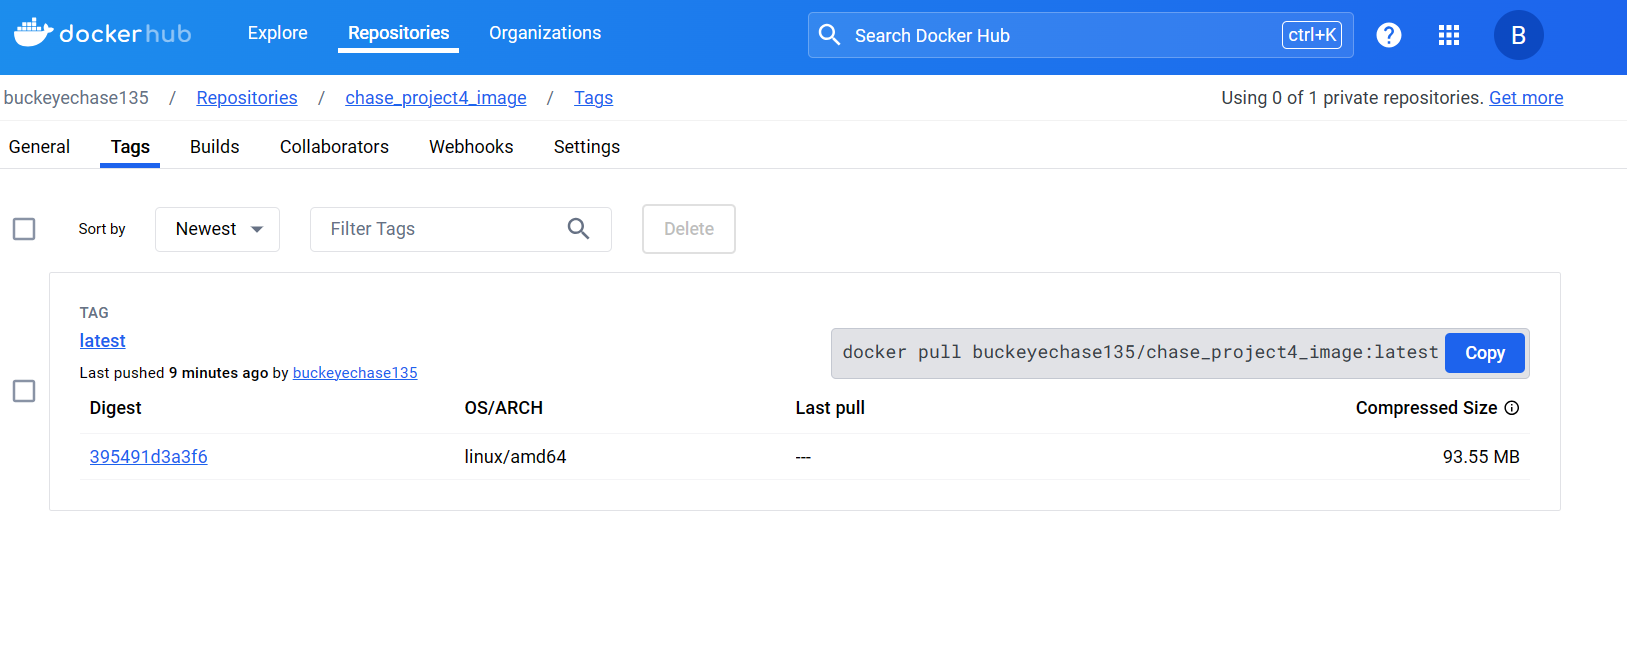 dockerhub Explore Repositories Organizations Search Docker Hub ctrl+K ? B
buckeyechase135 / Repositories / chase_project4_image / Tags Using 0 of 1 private repositories. Get more
General Tags Builds Collaborators Webhooks Settings
Sort by Newest Filter Tags Delete
TAG
latest
docker pull buckeyechase135/chase_project4_image:latest Copy
Last pushed 9 minutes ago by buckeyechase135
Digest OS/ARCH Last pull Compressed Size
395491d3a3f6 linux/amd64 --- 93.55 MB